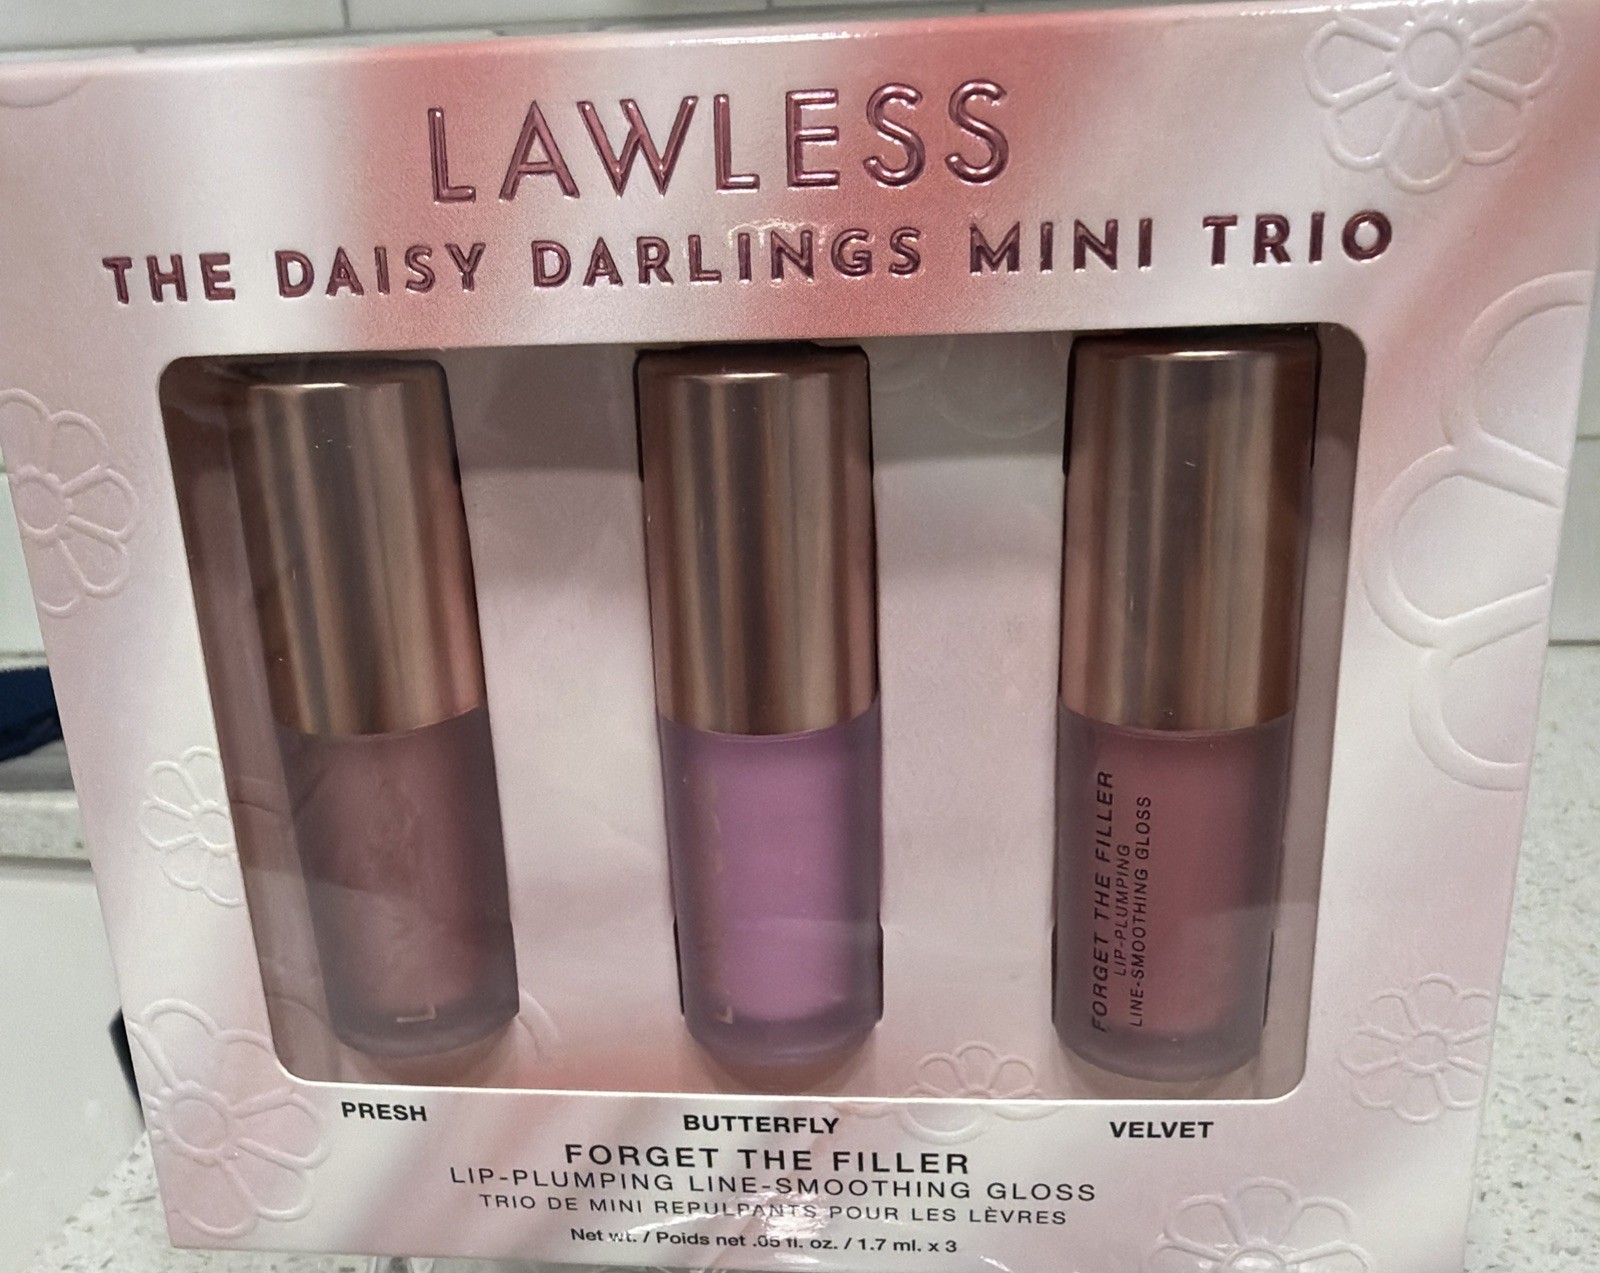 LAWLESS
THE DAISY DARLINGS MINI TRIO
FORGET THE FILLER
LIP-PLUMPING
LINE-SMOOTHING GLOSS
PRESH
BUTTERFLY
VELVET
FORGET THE FILLER
LIP-PLUMPING LINE-SMOOTHING GLOSS
TRIO DE MINI REPULPANTS POUR LES LÈVRES
Net wt. / Poids net .05 fl. oz. / 1.7 ml. x 3